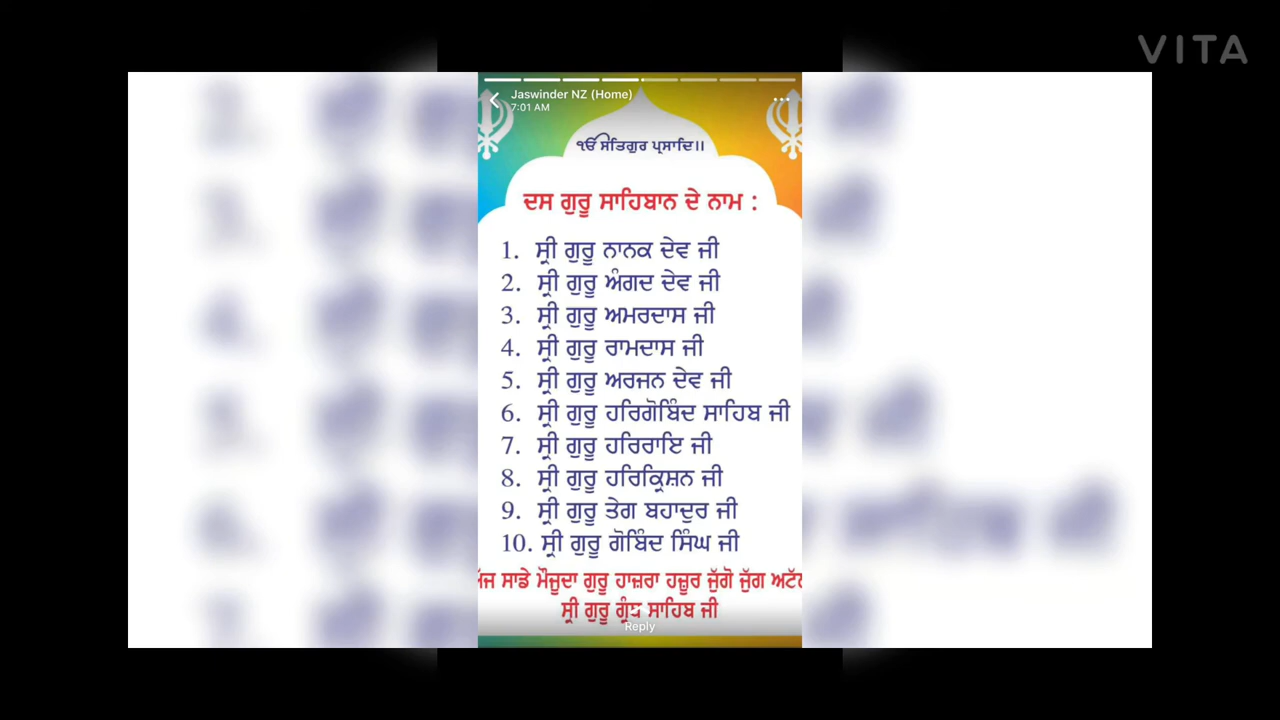 VITA
Jaswinder NZ (Home)
7:01 AM
ੴ ਸਤਿਗੁਰ ਪ੍ਰਸਾਦਿ।।
ਦਸ ਗੁਰੂ ਸਾਹਿਬਾਨ ਦੇ ਨਾਮ :
1. ਸ੍ਰੀ ਗੁਰੂ ਨਾਨਕ ਦੇਵ ਜੀ
2. ਸ੍ਰੀ ਗੁਰੂ ਅੰਗਦ ਦੇਵ ਜੀ
3. ਸ੍ਰੀ ਗੁਰੂ ਅਮਰਦਾਸ ਜੀ
4. ਸ੍ਰੀ ਗੁਰੂ ਰਾਮਦਾਸ ਜੀ
5. ਸ੍ਰੀ ਗੁਰੂ ਅਰਜਨ ਦੇਵ ਜੀ
6. ਸ੍ਰੀ ਗੁਰੂ ਹਰਿਗੋਬਿੰਦ ਸਾਹਿਬ ਜੀ
7. ਸ੍ਰੀ ਗੁਰੂ ਹਰਿਰਾਇ ਜੀ
8. ਸ੍ਰੀ ਗੁਰੂ ਹਰਿਕ੍ਰਿਸ਼ਨ ਜੀ
9. ਸ੍ਰੀ ਗੁਰੂ ਤੇਗ ਬਹਾਦੁਰ ਜੀ
10. ਸ੍ਰੀ ਗੁਰੂ ਗੋਬਿੰਦ ਸਿੰਘ ਜੀ
ਸਾਡੇ ਮੌਜੂਦਾ ਗੁਰੂ ਹਾਜ਼ਰਾ ਹਜ਼ੂਰ ਜੁੱਗੋ ਜੁੱਗ
ਸ੍ਰੀ ਗੁਰੂ ਗ੍ਰੰਥ ਸਾਹਿਬ ਜੀ
Reply